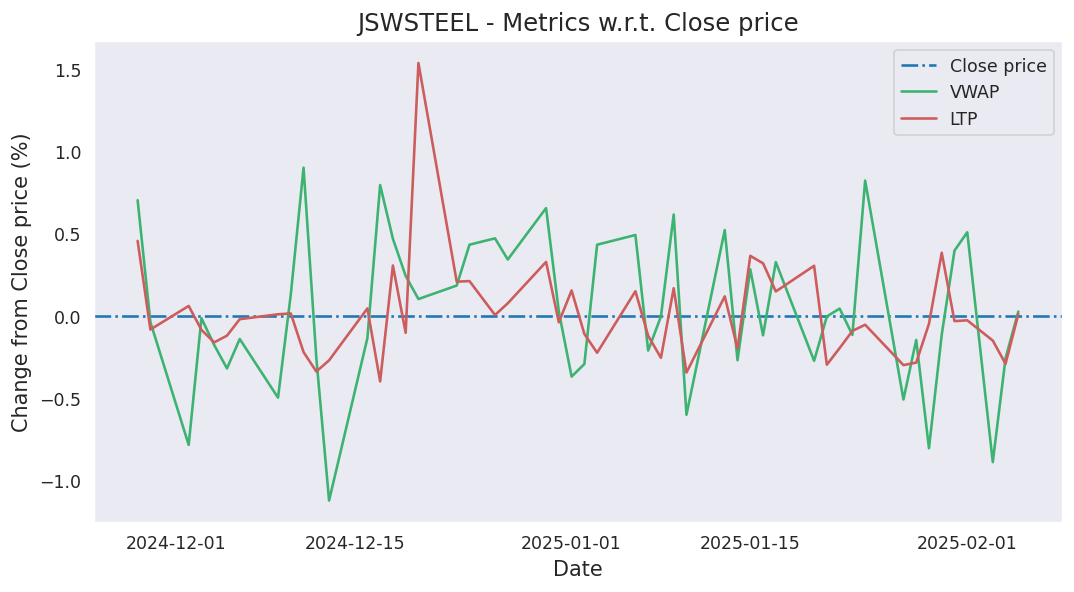 JSWSTEEL - Metrics w.r.t. Close price
Change from Close price (%)
1.5
1.0
0.5
0.0
−0.5
−1.0
Close price
VWAP
LTP
2024-12-01
2024-12-15
2025-01-01
2025-01-15
2025-02-01
Date